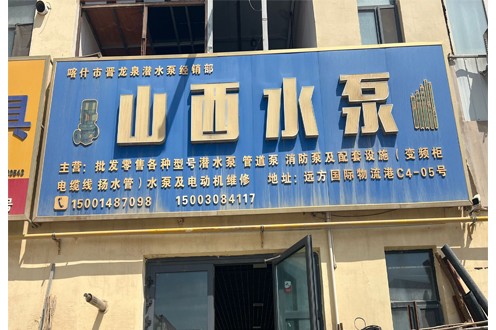 喀什市晋龙泉潜水泵经销部
山西水泵
主营：批发零售各种型号潜水泵 管道泵 消防泵及配套设施（变频柜
电缆线 扬水管）水泵及电动机维修 地址：远方国际物流港C4-05号
15001487098 15003084117
具
号